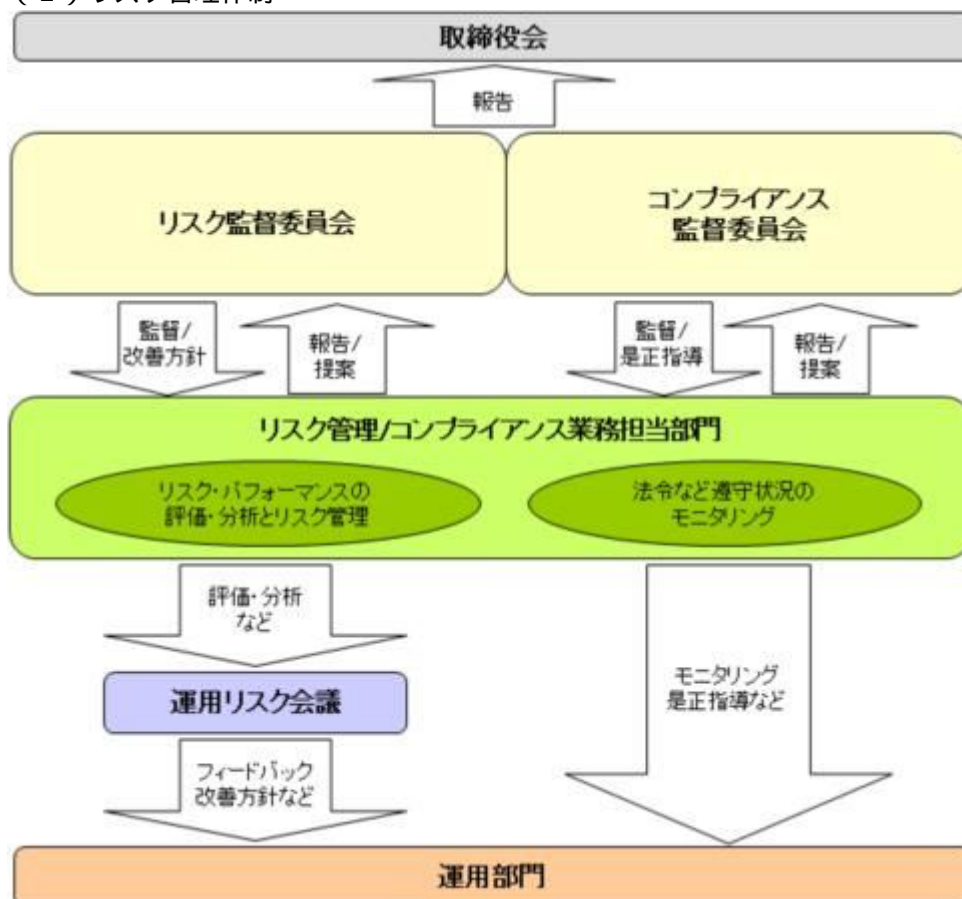 取締役会
報告
リスク監督委員会
コンプライアンス
監督委員会
監督/
改善方針
報告/
提案
監督/
是正指導
報告/
提案
リスク管理/コンプライアンス業務担当部門
リスク・パフォーマンスの
評価・分析とリスク管理
法令など遵守状況の
モニタリング
評価・分析
など
運用リスク会議
モニタリング
是正指導など
フィードバック
改善方針など
運用部門